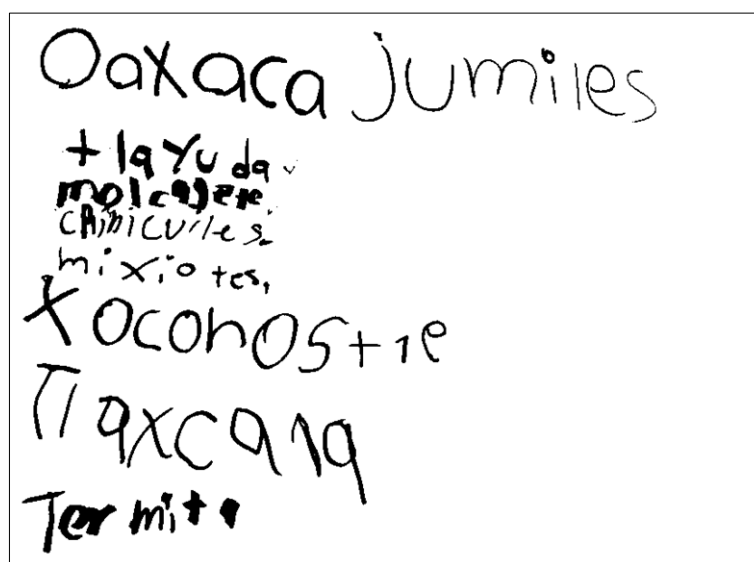 Oaxaca jumiles
tlayuda.
molcajete
chinicuiles.
mixiotes,
Xoconostle
Tlaxcala
Termita